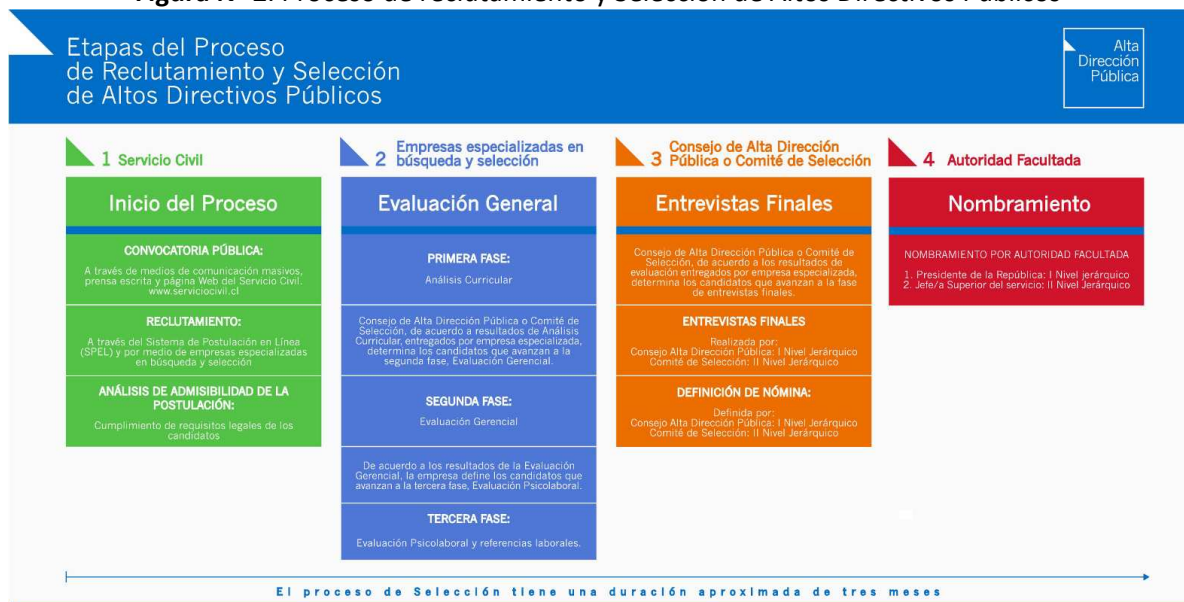 Etapas del Proceso
de Reclutamiento y Selección
de Altos Directivos Públicos
Alta
Dirección
Pública
1 Servicio Civil
Inicio del Proceso
CONVOCATORIA PÚBLICA:
A través de medios de comunicación masivos,
prensa escrita y página Web del Servicio Civil.
www.serviciocivil.cl
RECLUTAMIENTO:
A través del Sistema de Postulación en Línea
(SPEL) y por medio de empresas especializadas
en búsqueda y selección
ANÁLISIS DE ADMISIBILIDAD DE LA
POSTULACIÓN:
Cumplimiento de requisitos legales de los
candidatos
2 Empresas especializadas en
búsqueda y selección
Evaluación General
PRIMERA FASE:
Análisis Curricular
Consejo de Alta Dirección Pública o Comité de
Selección, de acuerdo a resultados de Análisis
Curricular, entregados por empresa especializada,
determina los candidatos que avanzan a la
segunda fase, Evaluación Gerencial.
SEGUNDA FASE:
Evaluación Gerencial
De acuerdo a los resultados de la Evaluación
Gerencial, la empresa define los candidatos que
avanzan a la tercera fase, Evaluación Psicolaboral.
TERCERA FASE:
Evaluación Psicolaboral y referencias laborales.
3 Consejo de Alta Dirección
Pública o Comité de Selección
Entrevistas Finales
Consejo de Alta Dirección Pública o Comité de
Selección, de acuerdo a los resultados de
evaluación entregados por empresa especializada,
determina los candidatos que avanzan a la fase
de entrevistas finales.
ENTREVISTAS FINALES
Realizada por:
Consejo Alta Dirección Pública: I Nivel Jerárquico
Comité de Selección: II Nivel Jerárquico
DEFINICIÓN DE NÓMINA:
Definida por:
Consejo Alta Dirección Pública: I Nivel Jerárquico
Comité de Selección: II Nivel Jerárquico
4 Autoridad Facultada
Nombramiento
NOMBRAMIENTO POR AUTORIDAD FACULTADA
1. Presidente de la República: I Nivel jerárquico
2. Jefe/a Superior del servicio: II Nivel Jerárquico
El proceso de Selección tiene una duración aproximada de tres meses